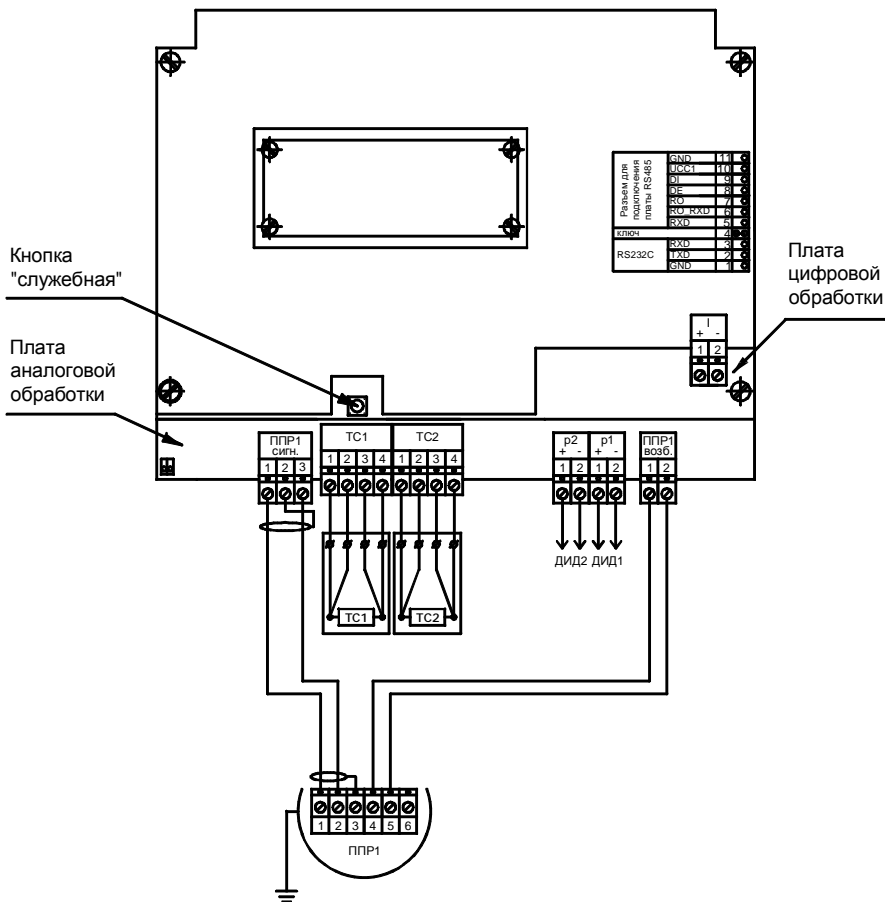 Разъем для
подключения
платы RS485
GND 11
UCC1 10
DI 9
DE 8
RO 7
RO_RXD 6
RXD 5
ключ 4
RS232C
RXD 3
TXD 2
GND 1
Кнопка
"служебная"
Плата
цифровой
обработки
I
+ -
1 2
Плата
аналоговой
обработки
ППР1
сигн.
1 2 3
ТС1
1 2 3 4
ТС2
1 2 3 4
p2
+ -
1 2
p1
+ -
1 2
ППР1
возб.
1 2
ДИД2 ДИД1
ТС1
ТС2
1 2 3 4 5 6
ППР1